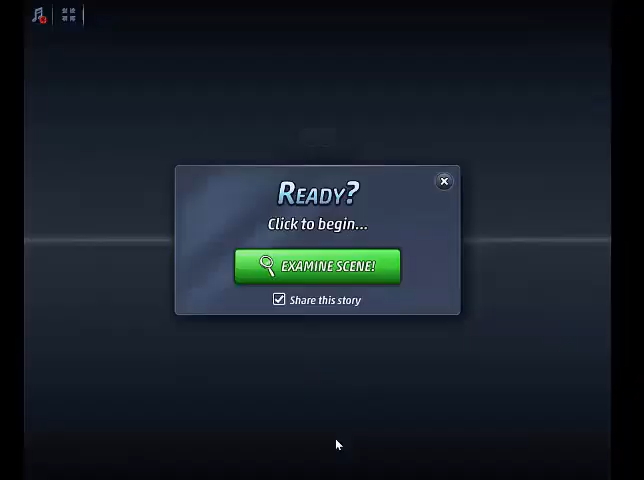 READY?
Click to begin...
EXAMINE SCENE!
Share this story